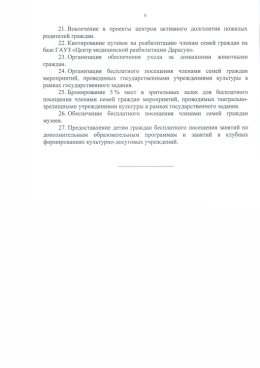 21. Вовлечение в проекты центров активного долголетия пожилых
родителей граждан.
22. Квотирование путевок на реабилитацию членам семей граждан на
базе ГАУЗ «Центр медицинской реабилитации Дарасун».
23. Организация обеспечения ухода за домашними животными
граждан.
24. Организация бесплатного посещения членами семей граждан
мероприятий, проводимых государственными учреждениями культуры в
рамках государственного задания.
25. Бронирование 5 % мест в зрительных залах для бесплатного
посещения членами семей граждан мероприятий, проводимых театрально-
зрелищными учреждениями культуры в рамках государственного задания.
26. Обеспечение бесплатного посещения членами семей граждан
музеев.
27. Предоставление детям граждан бесплатного посещения занятий по
дополнительным образовательным программам и занятий в клубных
формированиях культурно-досуговых учреждений.